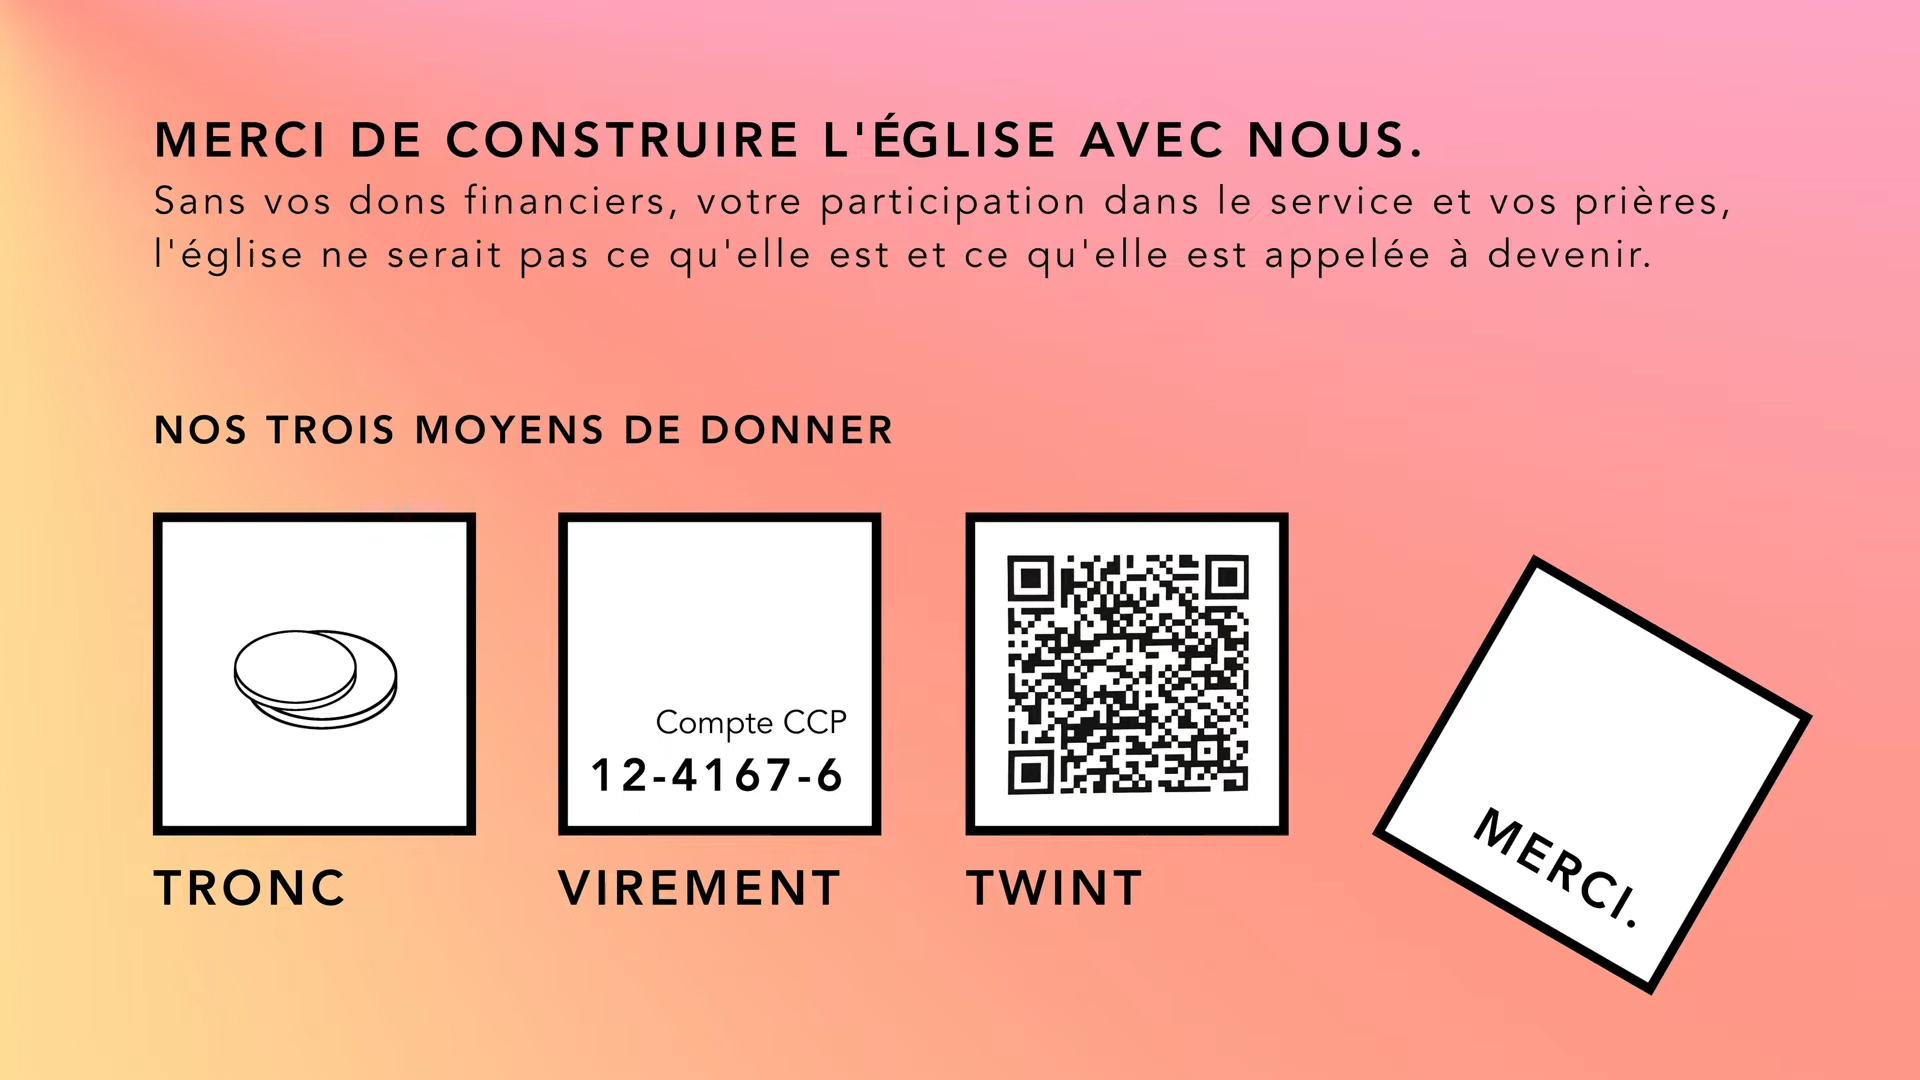 MERCI DE CONSTRUIRE L'ÉGLISE AVEC NOUS.
Sans vos dons financiers, votre participation dans le service et vos prières,
l'église ne serait pas ce qu'elle est et ce qu'elle est appelée à devenir.
NOS TROIS MOYENS DE DONNER
Compte CCP
12-4167-6
TRONC
VIREMENT
TWINT
MERCI.